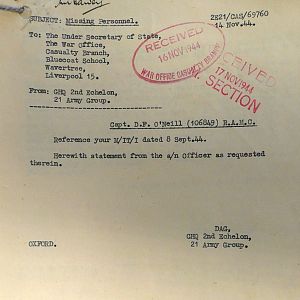 SUBJECT: Missing Personnel.
2E21/CAS/69760
14 Nov.44.
To: The Under Secretary of State,
The War Office,
Casualty Branch,
Bluecoat School,
Wavertree,
Liverpool 15.
RECEIVED
16 NOV 1944
WAR OFFICE CASUALTY BRANCH
RECEIVED
17 NOV 1944
SECTION
From: GHQ 2nd Echelon,
21 Army Group.
Capt. D.F. O'Neill (106849) R.A.M.C.
Reference your M/IT/I dated 8 Sept.44.
Herewith statement from the a/n Officer as requested
therein.
DAG,
GHQ 2nd Echelon,
21 Army Group.
OXFORD.